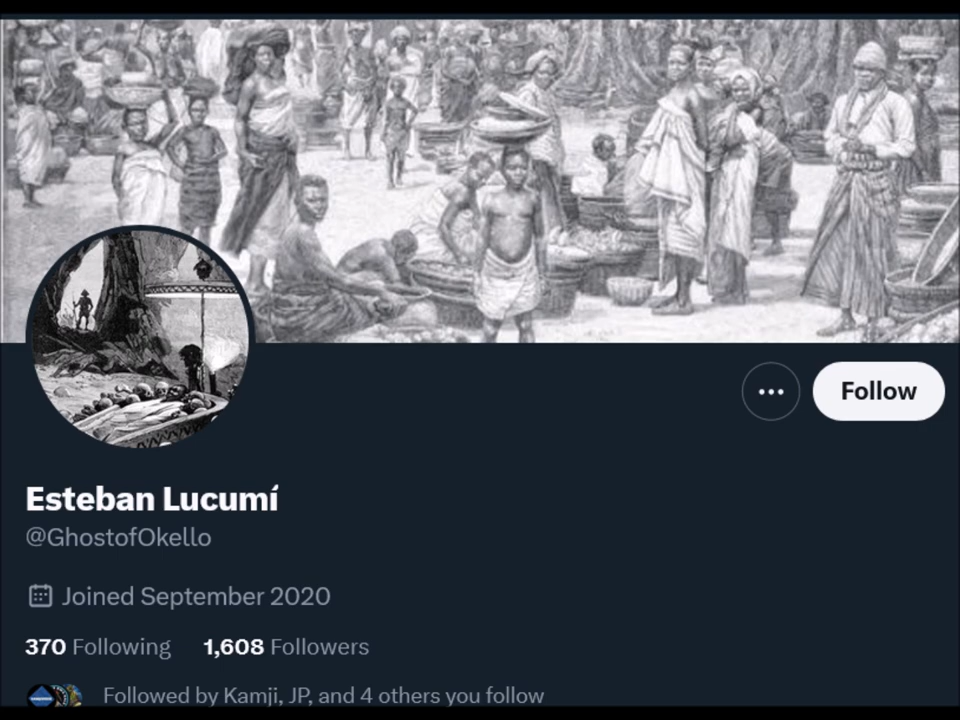 Follow
Esteban Lucumí
@GhostofOkello
Joined September 2020
370 Following 1,608 Followers
Followed by Kamji, JP, and 4 others you follow